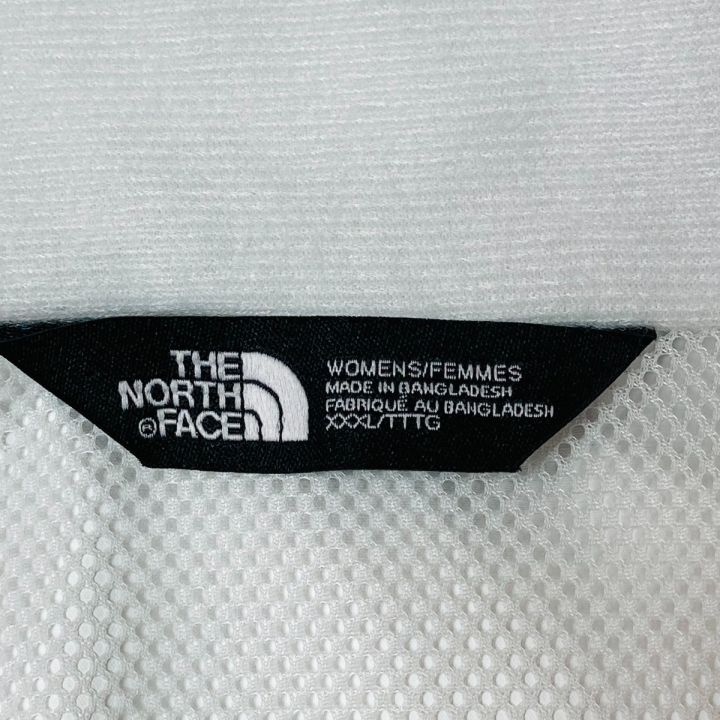 THE
NORTH
®FACE
WOMENS/FEMMES
MADE IN BANGLADESH
FABRIQUÉ AU BANGLADESH
XXXL/TTTG